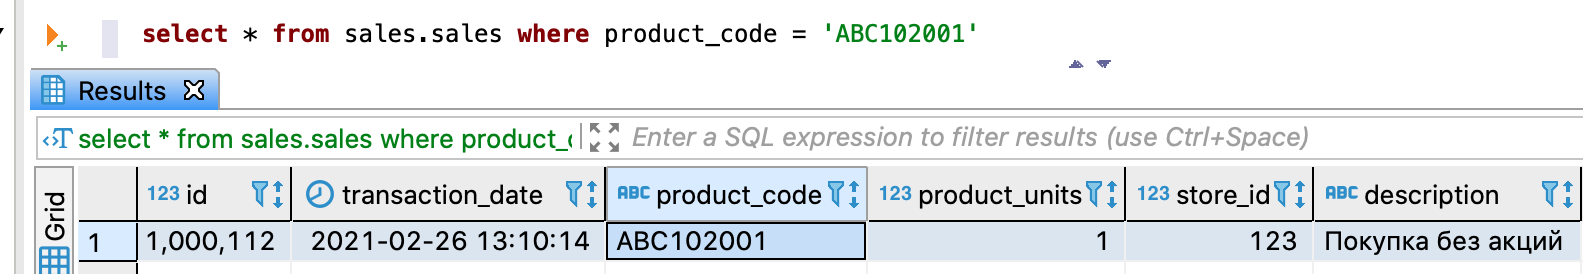 select * from sales.sales where product_code = 'ABC102001'
Results
<>T select * from sales.sales where product_c Enter a SQL expression to filter results (use Ctrl+Space)
Grid
123 id transaction_date ABC product_code 123 product_units 123 store_id ABC description
1 1,000,112 2021-02-26 13:10:14 ABC102001 1 123 Покупка без акций